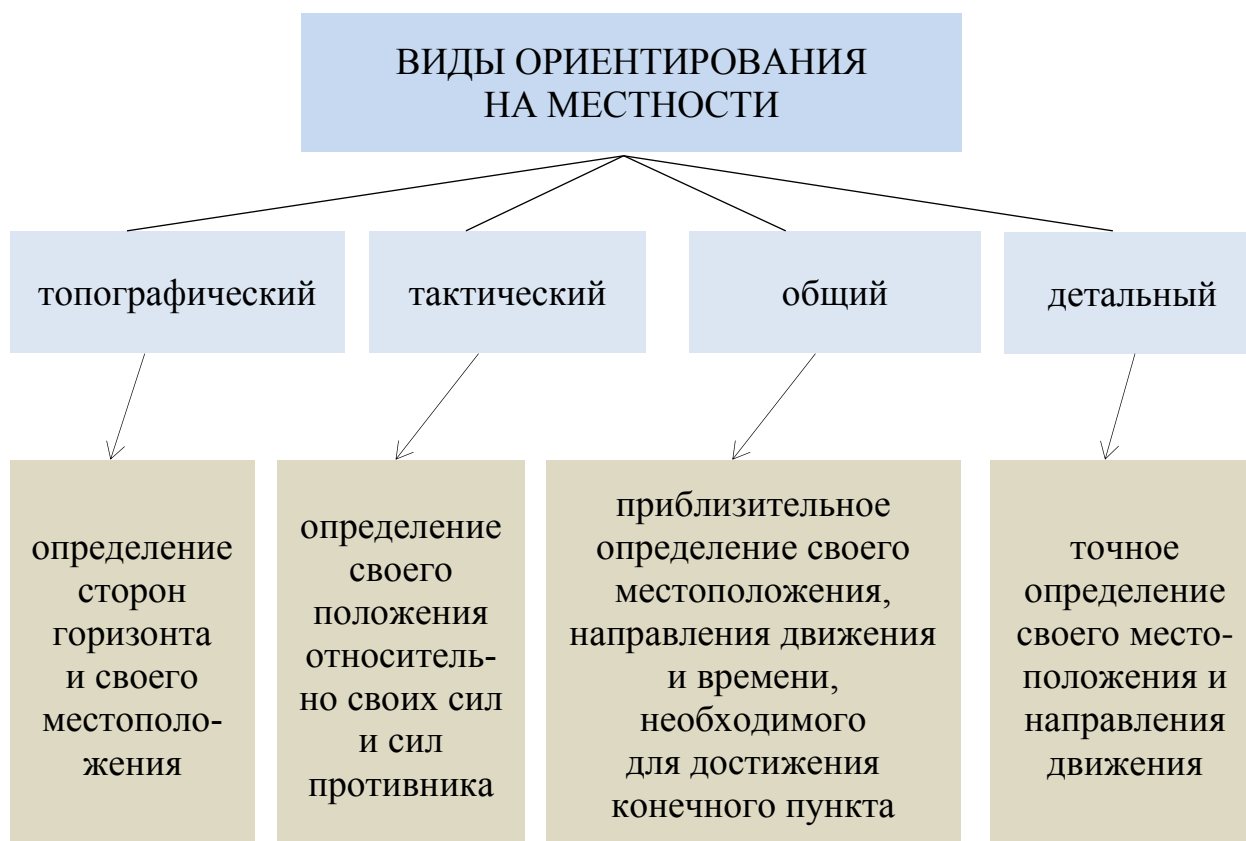 ВИДЫ ОРИЕНТИРОВАНИЯ
НА МЕСТНОСТИ
топографический
тактический
общий
детальный
определение
сторон
горизонта
и своего
местополо-
жения
определение
своего
положения
относитель-
но своих сил
и сил
противника
приблизительное
определение своего
местоположения,
направления движения
и времени,
необходимого
для достижения
конечного пункта
точное
определение
своего место-
положения и
направления
движения